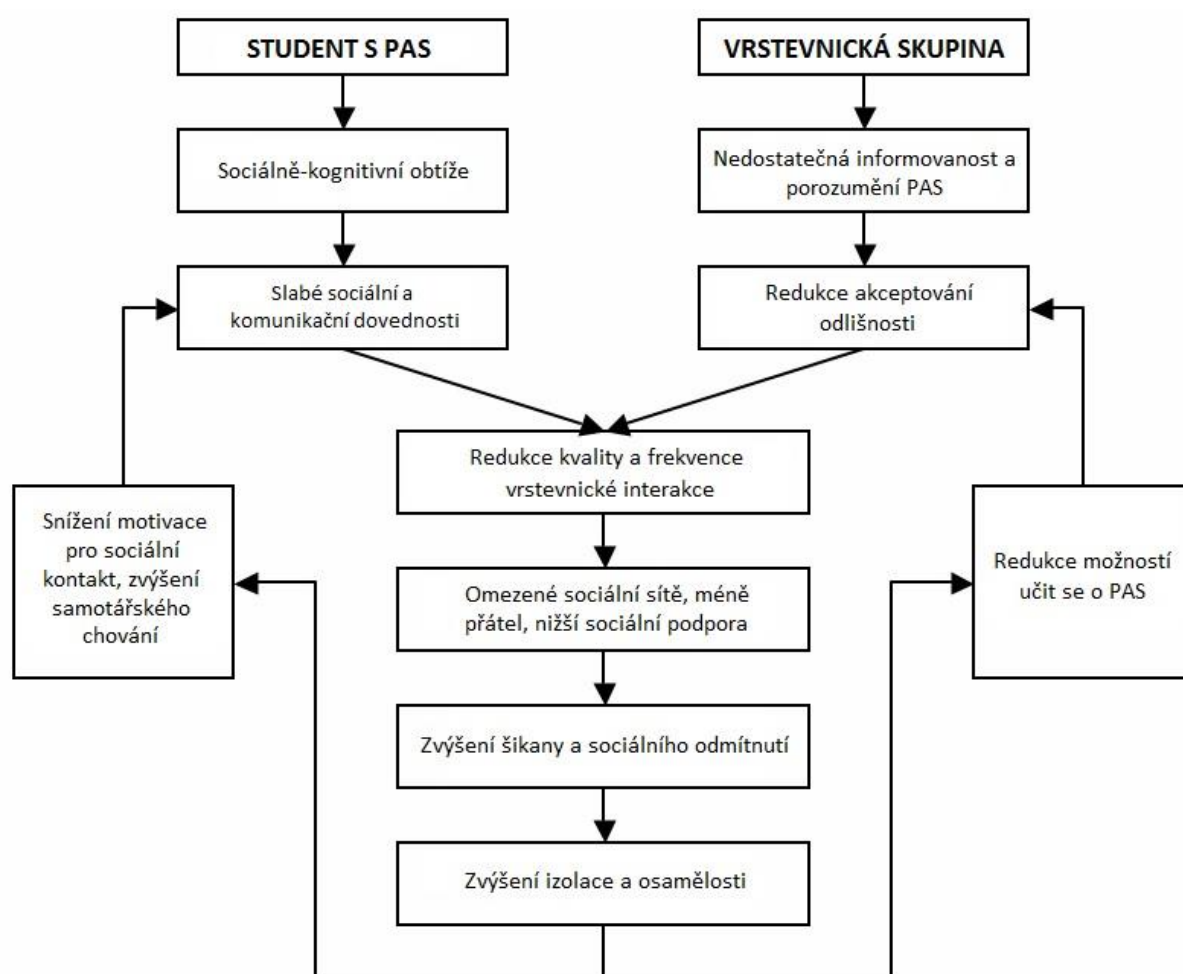 STUDENT S PAS
VRSTEVNICKÁ SKUPINA
Sociálně-kognitivní obtíže
Nedostatečná informovanost a
porozumění PAS
Slabé sociální a
komunikační dovednosti
Redukce akceptování
odlišnosti
Redukce kvality a frekvence
vrstevnické interakce
Snížení motivace
pro sociální
kontakt, zvýšení
samotářského
chování
Omezené sociální sítě, méně
přátel, nižší sociální podpora
Redukce možností
učit se o PAS
Zvýšení šikany a sociálního odmítnutí
Zvýšení izolace a osamělosti